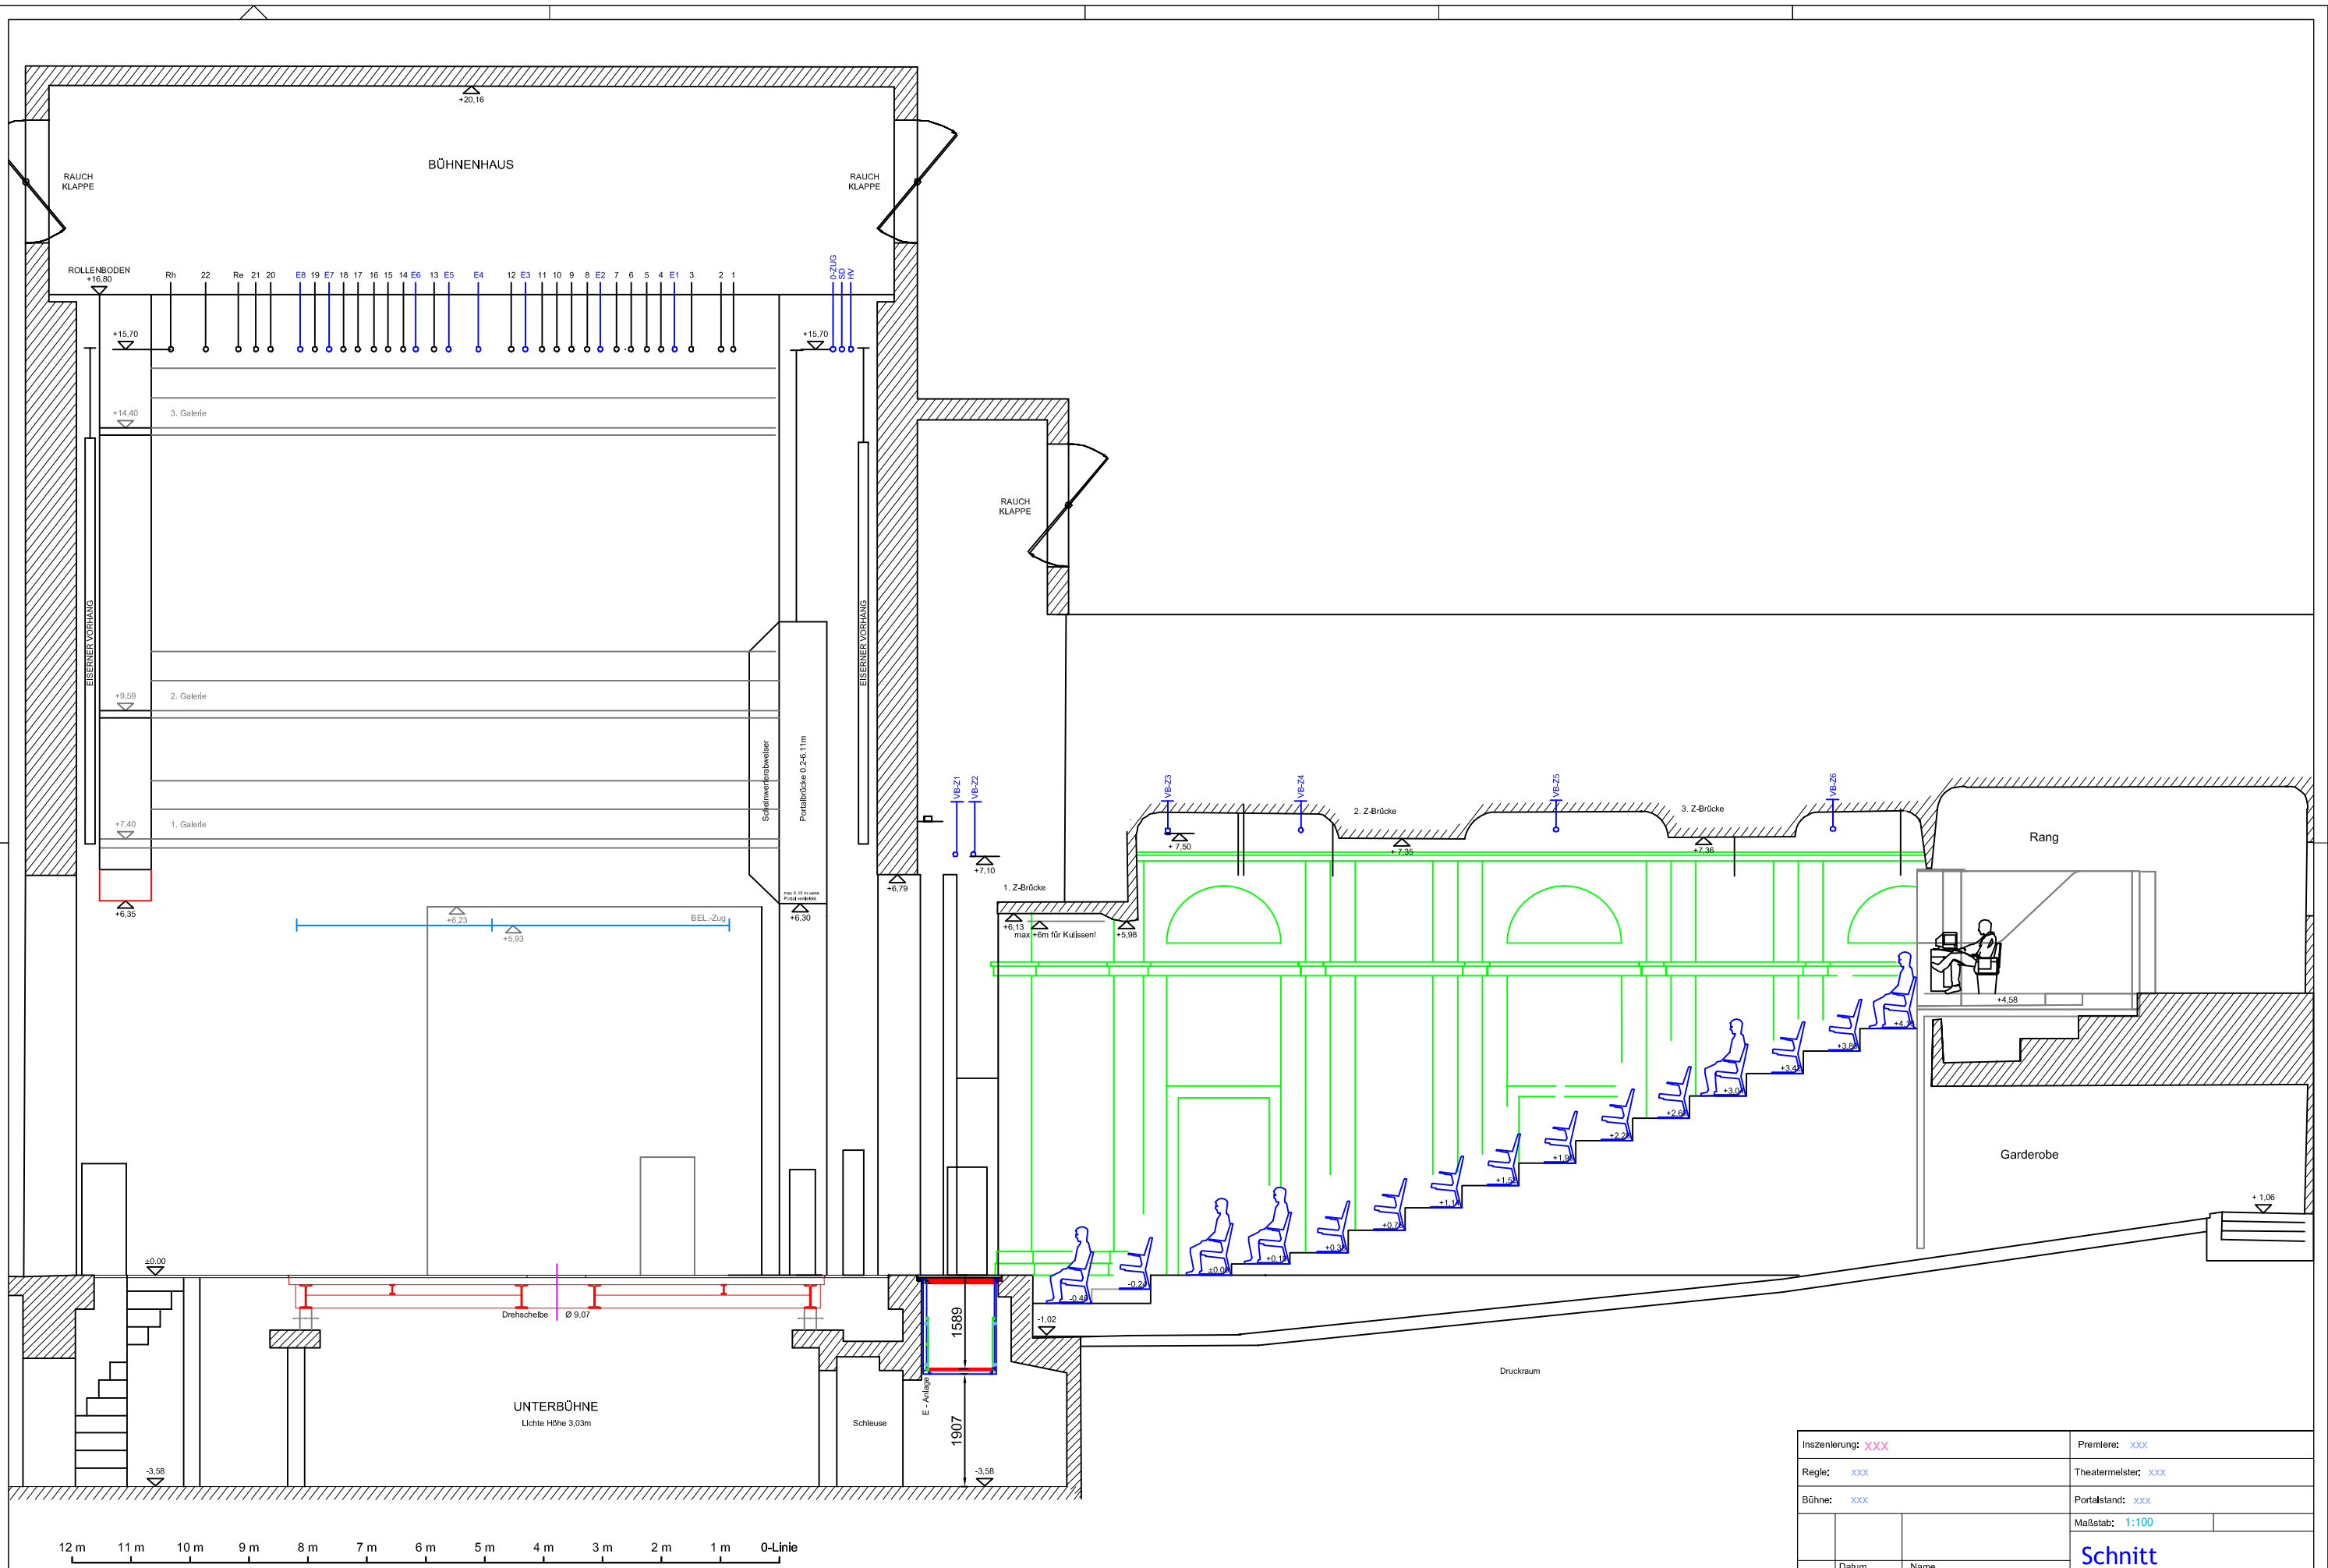 +20,16
BÜHNENHAUS
RAUCH
KLAPPE
RAUCH
KLAPPE
ROLLENBODEN
+16,80
Rh 22 Re 21 20 E8 19 E7 18 17 16 15 14 E6 13 E5 E4 12 E3 11 10 9 8 E2 7 6 5 4 E1 3 2 1 0-ZUG SD HV
+15,70
+15,70
+14,40 3. Galerie
RAUCH
KLAPPE
EISERNER VORHANG
EISERNER VORHANG
+9,59 2. Galerie
Scheinwerferabweiser
Portalbrücke 0.2-6.11m
+7,40 1. Galerie
VB-Z1
VB-Z2
VB-Z3
VB-Z4
VB-Z5
VB-Z6
2. Z-Brücke
3. Z-Brücke
+ 7,50
+ 7,35
+7,36
Rang
+7,10
+6,79
1. Z-Brücke
+6,35
+6,23
BEL.-Zug
+5,93
+6,30
+6,13
max +6m für Kulissen!
+5,98
+4,58
Garderobe
+ 1,06
±0.00
-1,02
Drehscheibe Ø 9,07
1589
E - Anlage
1907
Druckraum
UNTERBÜHNE
Lichte Höhe 3,03m
Schleuse
-3,58
-3,58
Inszenierung: XXX
Premiere: xxx
Regie: xxx
Theatermeister: xxx
Bühne: xxx
Portalstand: xxx
Maßstab: 1:100
Schnitt
Datum Name
12 m 11 m 10 m 9 m 8 m 7 m 6 m 5 m 4 m 3 m 2 m 1 m 0-Linie